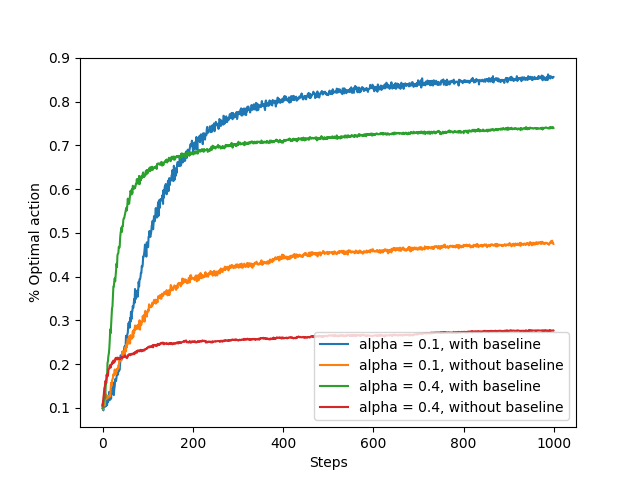 0.9
0.8
0.7
0.6
0.5
0.4
0.3
0.2
0.1
% Optimal action
0 200 400 600 800 1000
Steps
alpha = 0.1, with baseline
alpha = 0.1, without baseline
alpha = 0.4, with baseline
alpha = 0.4, without baseline